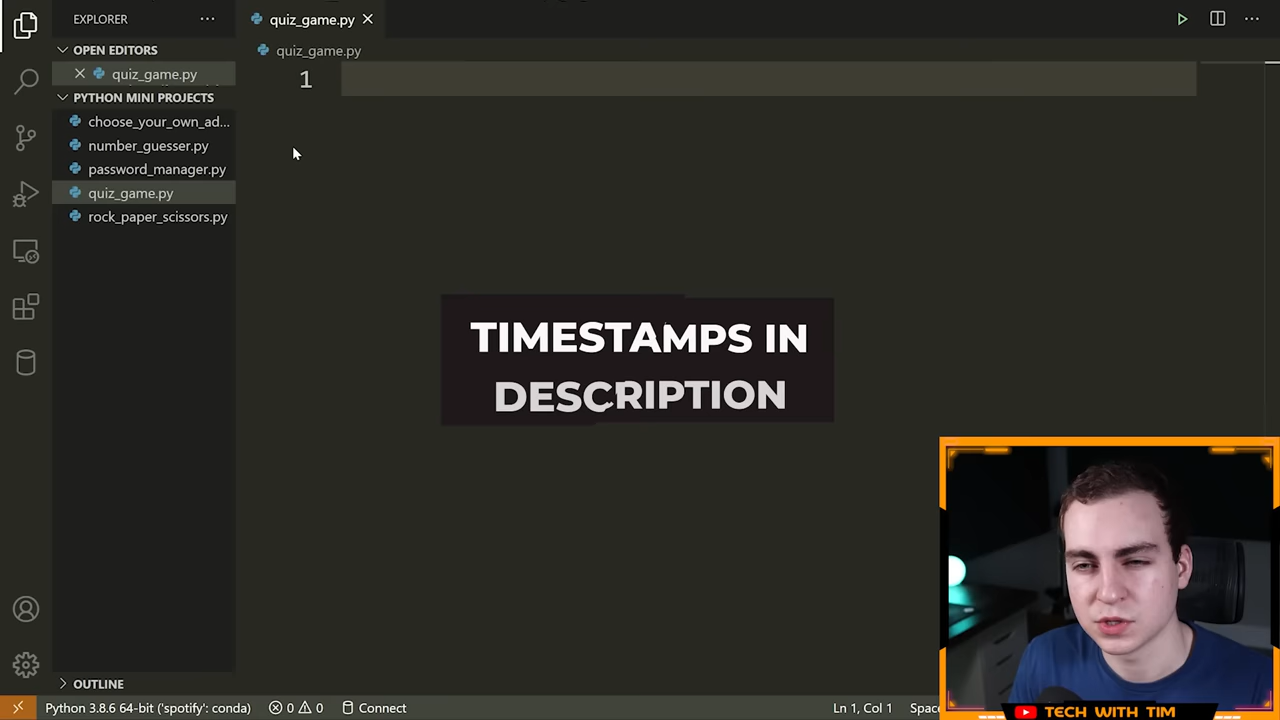 EXPLORER
quiz_game.py
OPEN EDITORS
quiz_game.py
quiz_game.py
1
PYTHON MINI PROJECTS
choose_your_own_ad...
number_guesser.py
password_manager.py
quiz_game.py
rock_paper_scissors.py
TIMESTAMPS IN
DESCRIPTION
OUTLINE
Python 3.8.6 64-bit ('spotify': conda)
0
0
Connect
Ln 1, Col 1
TECH WITH TIM